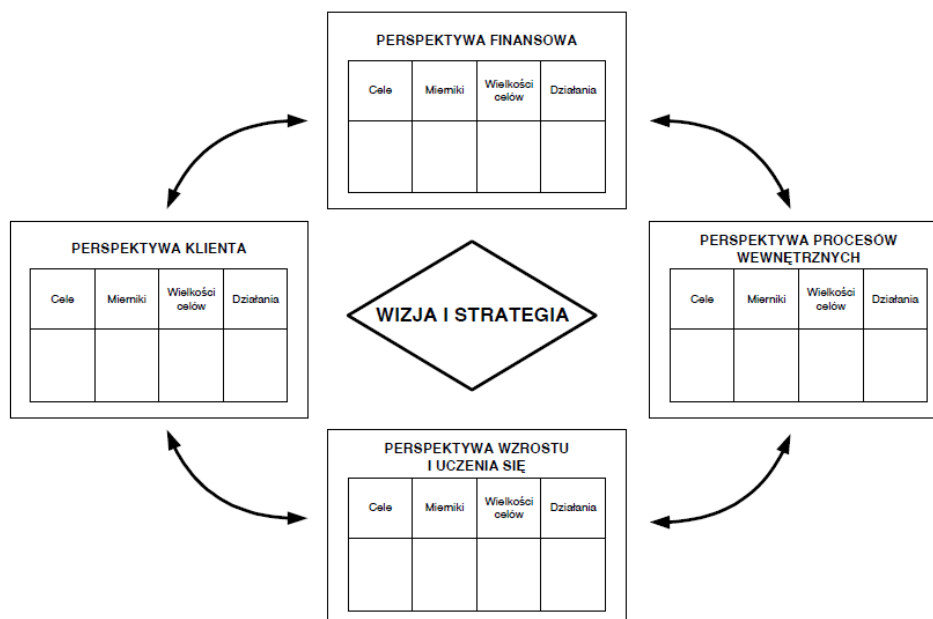 PERSPEKTYWA FINANSOWA
Cele Mierniki Wielkości celów Działania
PERSPEKTYWA KLIENTA
Cele Mierniki Wielkości celów Działania
WIZJA I STRATEGIA
PERSPEKTYWA PROCESÓW
WEWNĘTRZNYCH
Cele Mierniki Wielkości celów Działania
PERSPEKTYWA WZROSTU
I UCZENIA SIĘ
Cele Mierniki Wielkości celów Działania